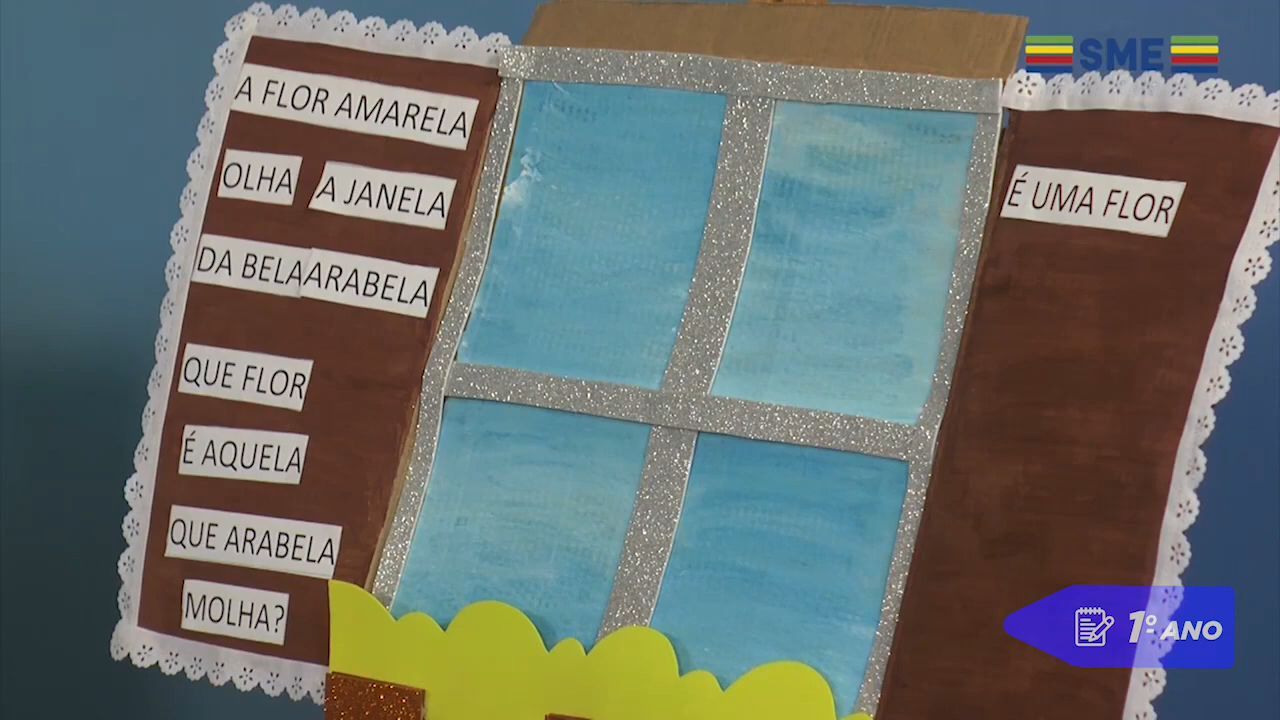 A FLOR AMARELA
OLHA A JANELA
DA BELA ARABELA
QUE FLOR
É AQUELA
QUE ARABELA
MOLHA?
É UMA FLOR
SME
1º ANO